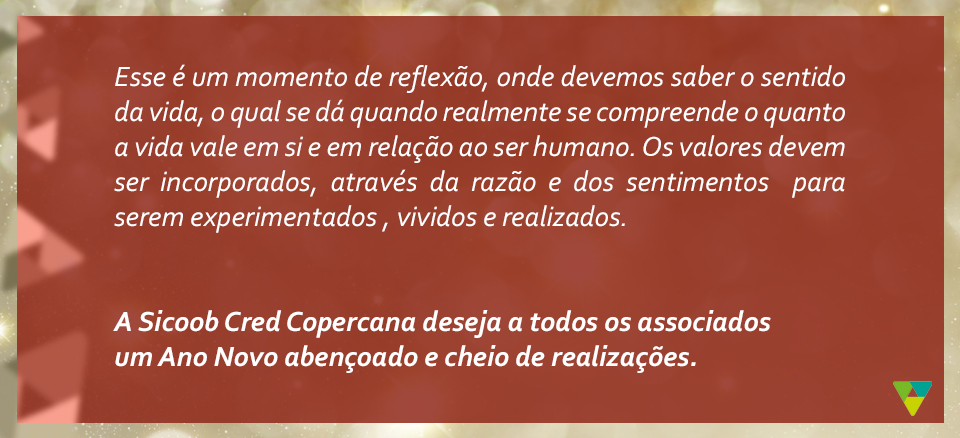 Esse é um momento de reflexão, onde devemos saber o sentido
da vida, o qual se dá quando realmente se compreende o quanto
a vida vale em si e em relação ao ser humano. Os valores devem
ser incorporados, através da razão e dos sentimentos  para
serem experimentados , vividos e realizados.
A Sicoob Cred Copercana deseja a todos os associados
um Ano Novo abençoado e cheio de realizações.